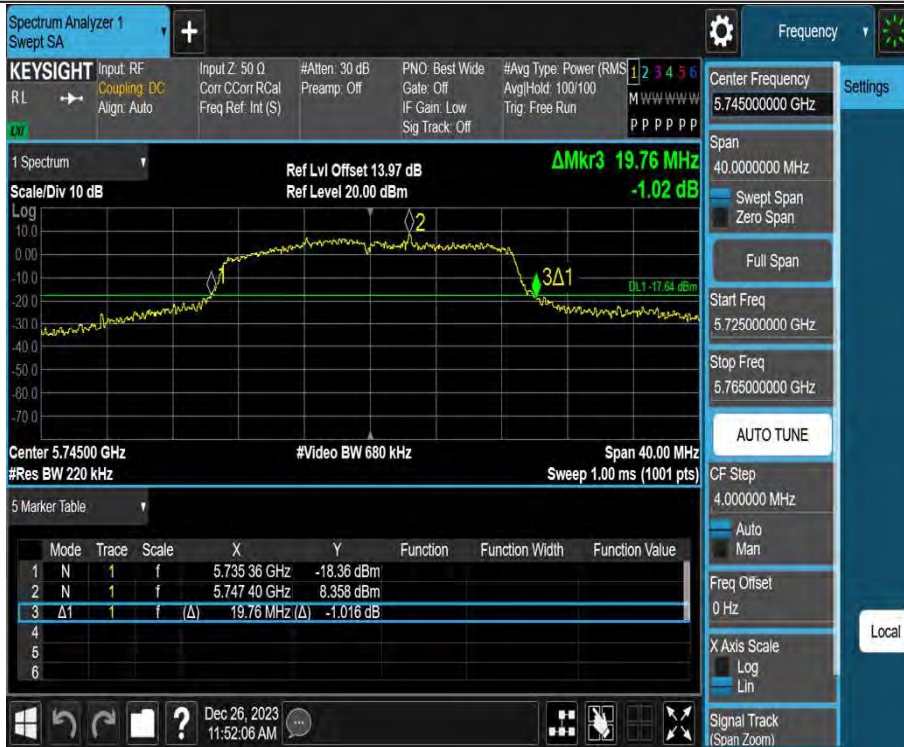 Spectrum Analyzer 1
Swept SA
+
Frequency
KEYSIGHT Input: RF Input Z: 50 Ω #Atten: 30 dB PNO: Best Wide #Avg Type: Power (RMS 1 2 3 4 5 6
RL Coupling: DC Corr CCorr RCal Preamp: Off Gate: Off Avg|Hold: 100/100 M W W W W W
Align: Auto Freq Ref: Int (S) IF Gain: Low Trig: Free Run
Sig Track: Off P P P P P P
1 Spectrum
Scale/Div 10 dB
Ref Lvl Offset 13.97 dB
Ref Level 20.00 dBm
ΔMkr3 19.76 MHz
-1.02 dB
Log
10.0
0.00
-10.0
-20.0
-30.0
-40.0
-50.0
-60.0
-70.0
1
2
3Δ1
DL1 -17.64 dBm
Center 5.74500 GHz #Video BW 680 kHz Span 40.00 MHz
#Res BW 220 kHz Sweep 1.00 ms (1001 pts)
5 Marker Table
Mode Trace Scale X Y Function Function Width Function Value
1 N 1 f 5.735 36 GHz -18.36 dBm
2 N 1 f 5.747 40 GHz 8.358 dBm
3 Δ1 1 f (Δ) 19.76 MHz (Δ) -1.016 dB
4
5
6
?
Dec 26, 2023
11:52:06 AM
Settings
Center Frequency
5.745000000 GHz
Span
40.0000000 MHz
Swept Span
Zero Span
Full Span
Start Freq
5.725000000 GHz
Stop Freq
5.765000000 GHz
AUTO TUNE
CF Step
4.000000 MHz
Auto
Man
Freq Offset
0 Hz
X Axis Scale
Log
Lin
Signal Track
(Span Zoom)
Local